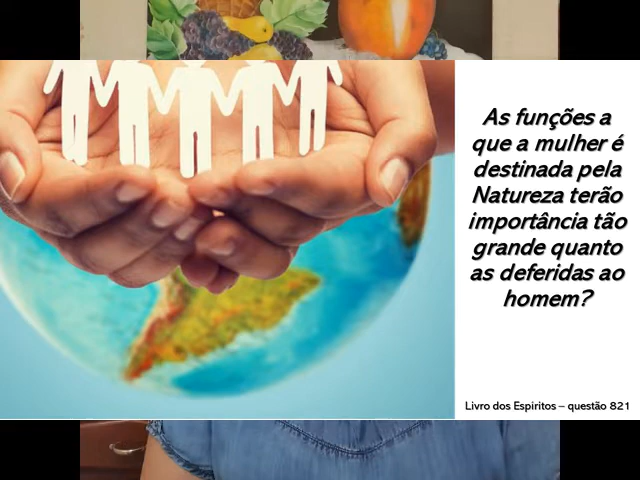 As funções a
que a mulher é
destinada pela
Natureza terão
importância tão
grande quanto
as deferidas ao
homem?
Livro dos Espiritos – questão 821